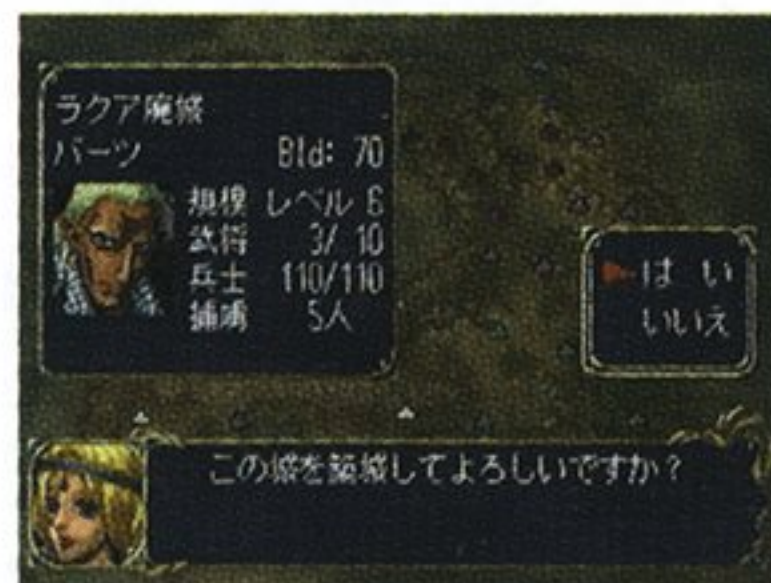 ラクア廃城
バーツ Bld: 70
規模 レベル 6
武将 3/ 10
兵士 110/110
捕虜 5人
はい
いいえ
この城を築城してよろしいですか？